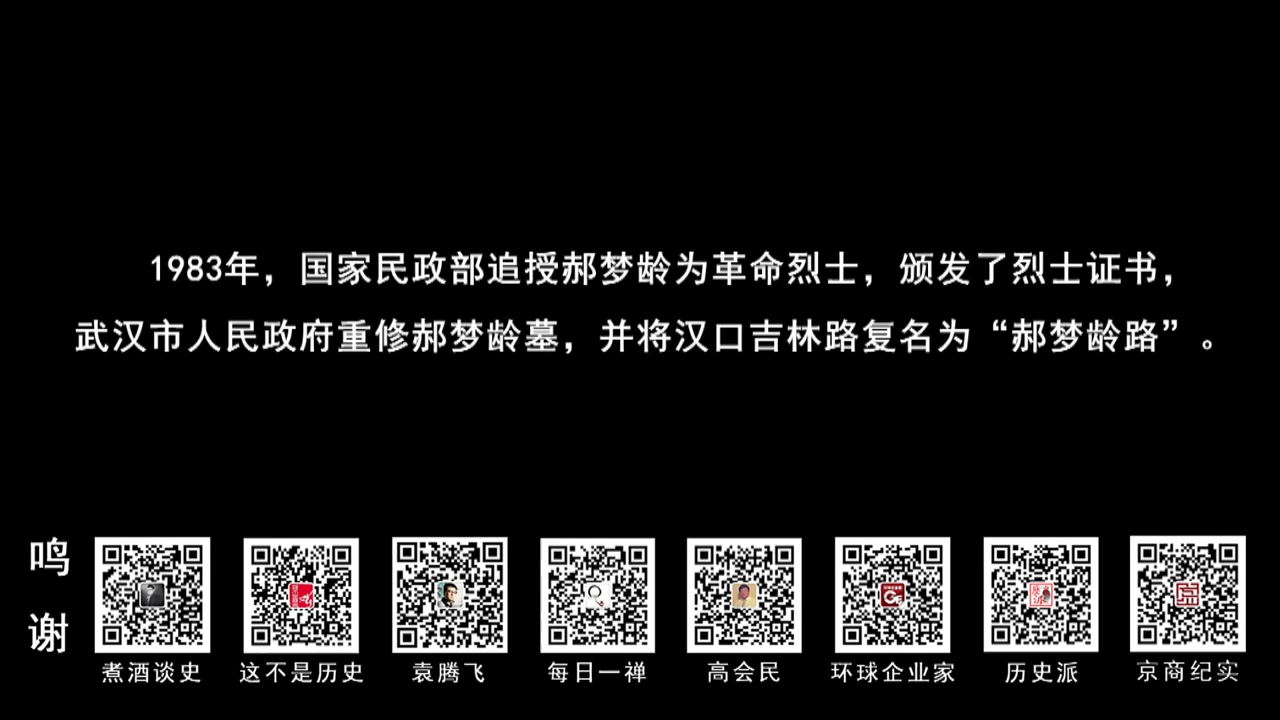 1983年，国家民政部追授郝梦龄为革命烈士，颁发了烈士证书，
武汉市人民政府重修郝梦龄墓，并将汉口吉林路复名为“郝梦龄路”。
鸣
谢
煮酒谈史
这不是历史
袁腾飞
每日一禅
高会民
环球企业家
历史派
京商纪实